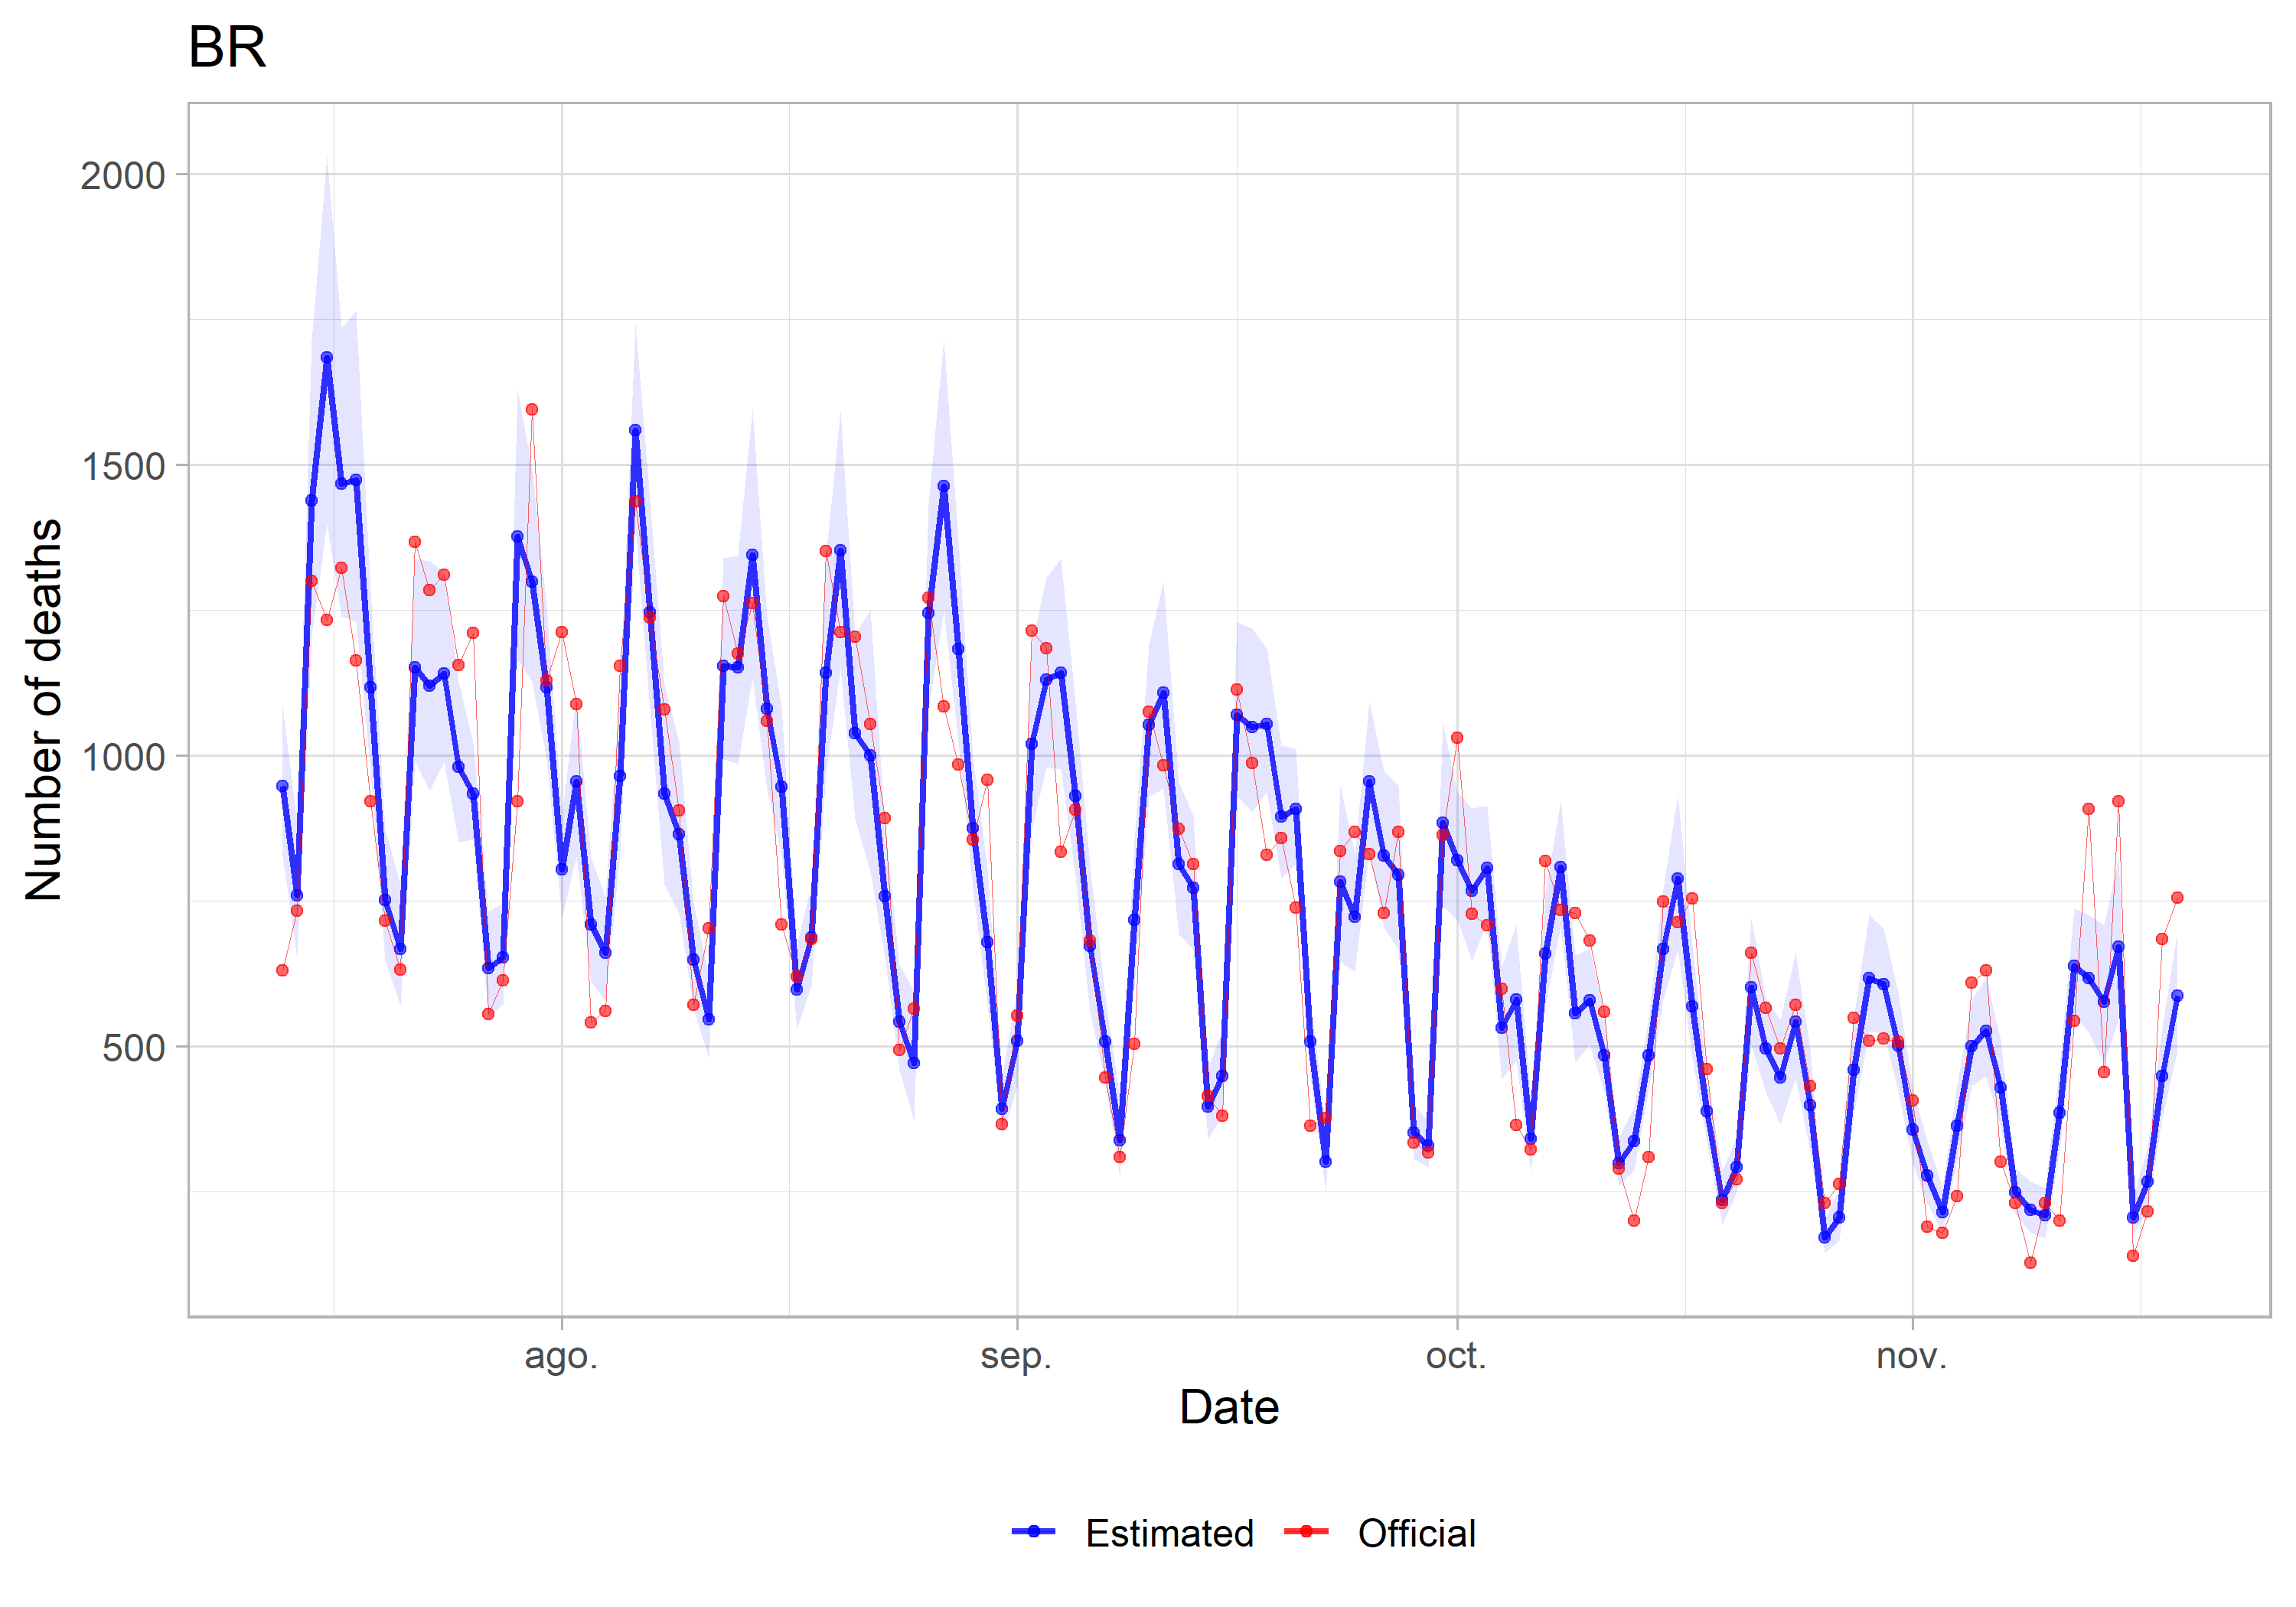 BR
2000
1500
1000
500
Number of deaths
ago. sep. oct. nov.
Date
Estimated Official